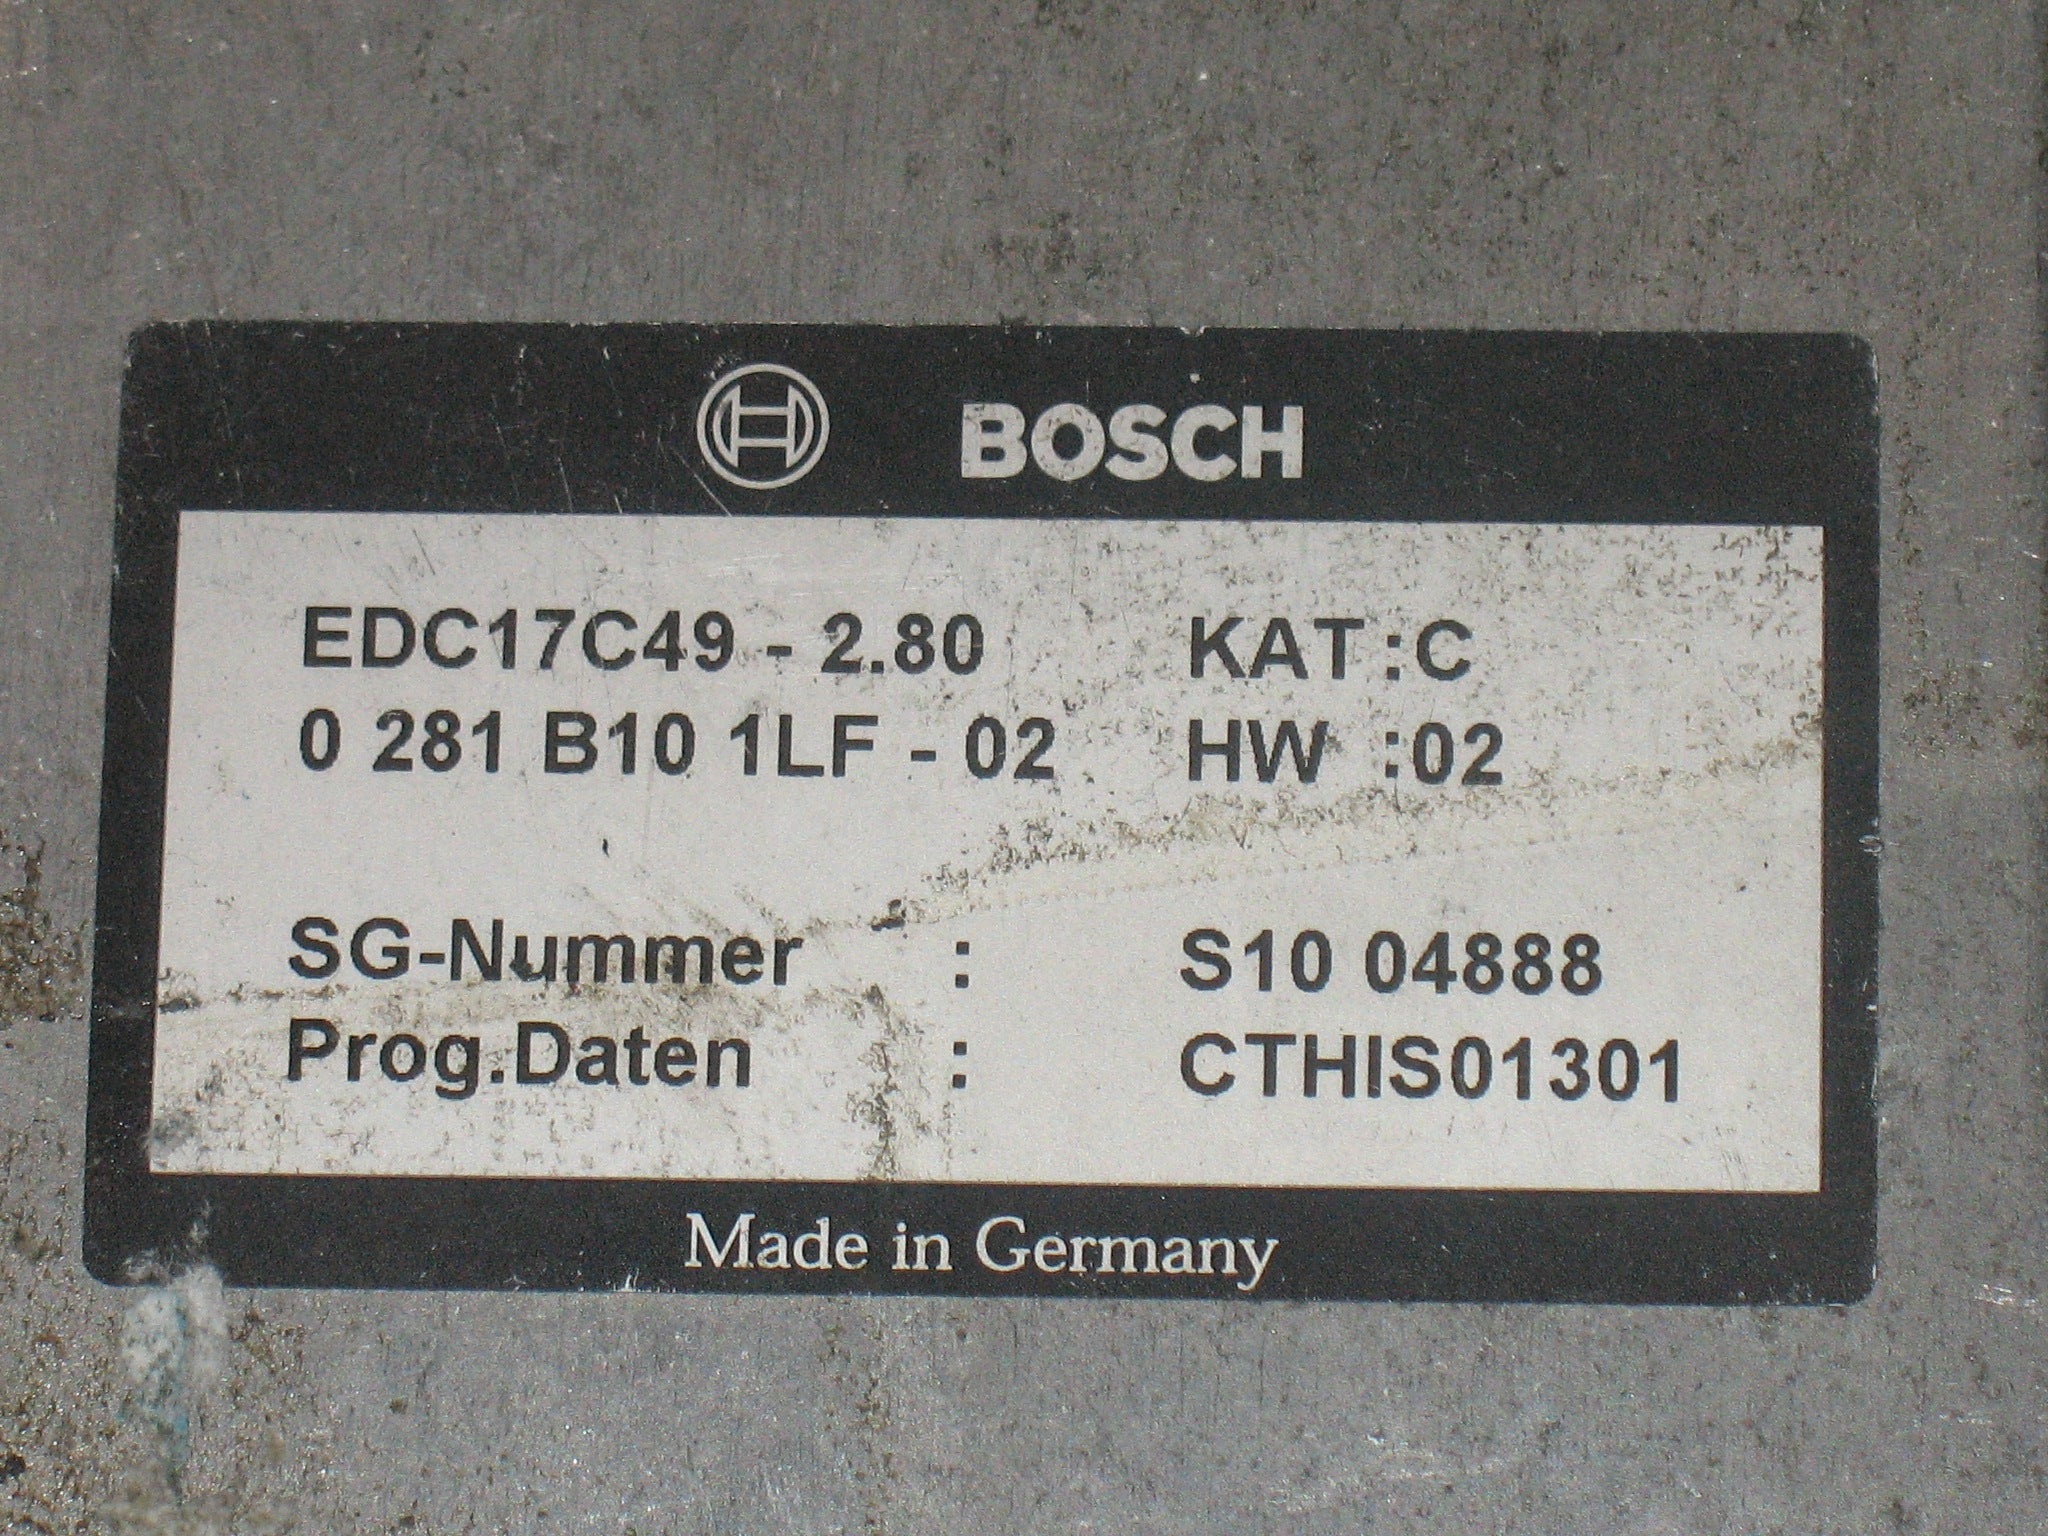 BOSCH
EDC17C49 - 2.80 KAT :C
0 281 B10 1LF - 02 HW :02
SG-Nummer : S10 04888
Prog.Daten : CTHIS01301
Made in Germany